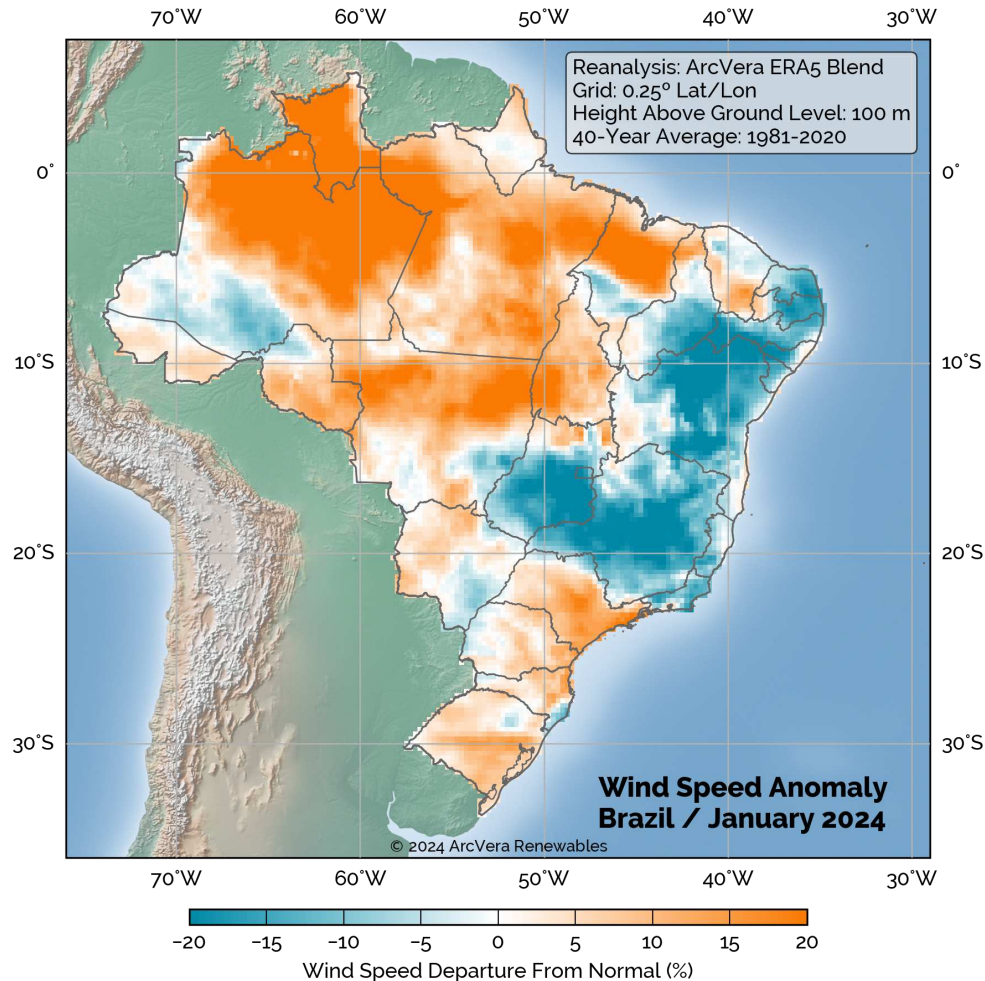 70°W 60°W 50°W 40°W 30°W
Reanalysis: ArcVera ERA5 Blend
Grid: 0.25º Lat/Lon
Height Above Ground Level: 100 m
40-Year Average: 1981-2020
0° 0°
10°S 10°S
20°S 20°S
30°S 30°S
Wind Speed Anomaly
Brazil / January 2024
© 2024 ArcVera Renewables
70°W 60°W 50°W 40°W 30°W
−20 −15 −10 −5 0 5 10 15 20
Wind Speed Departure From Normal (%)